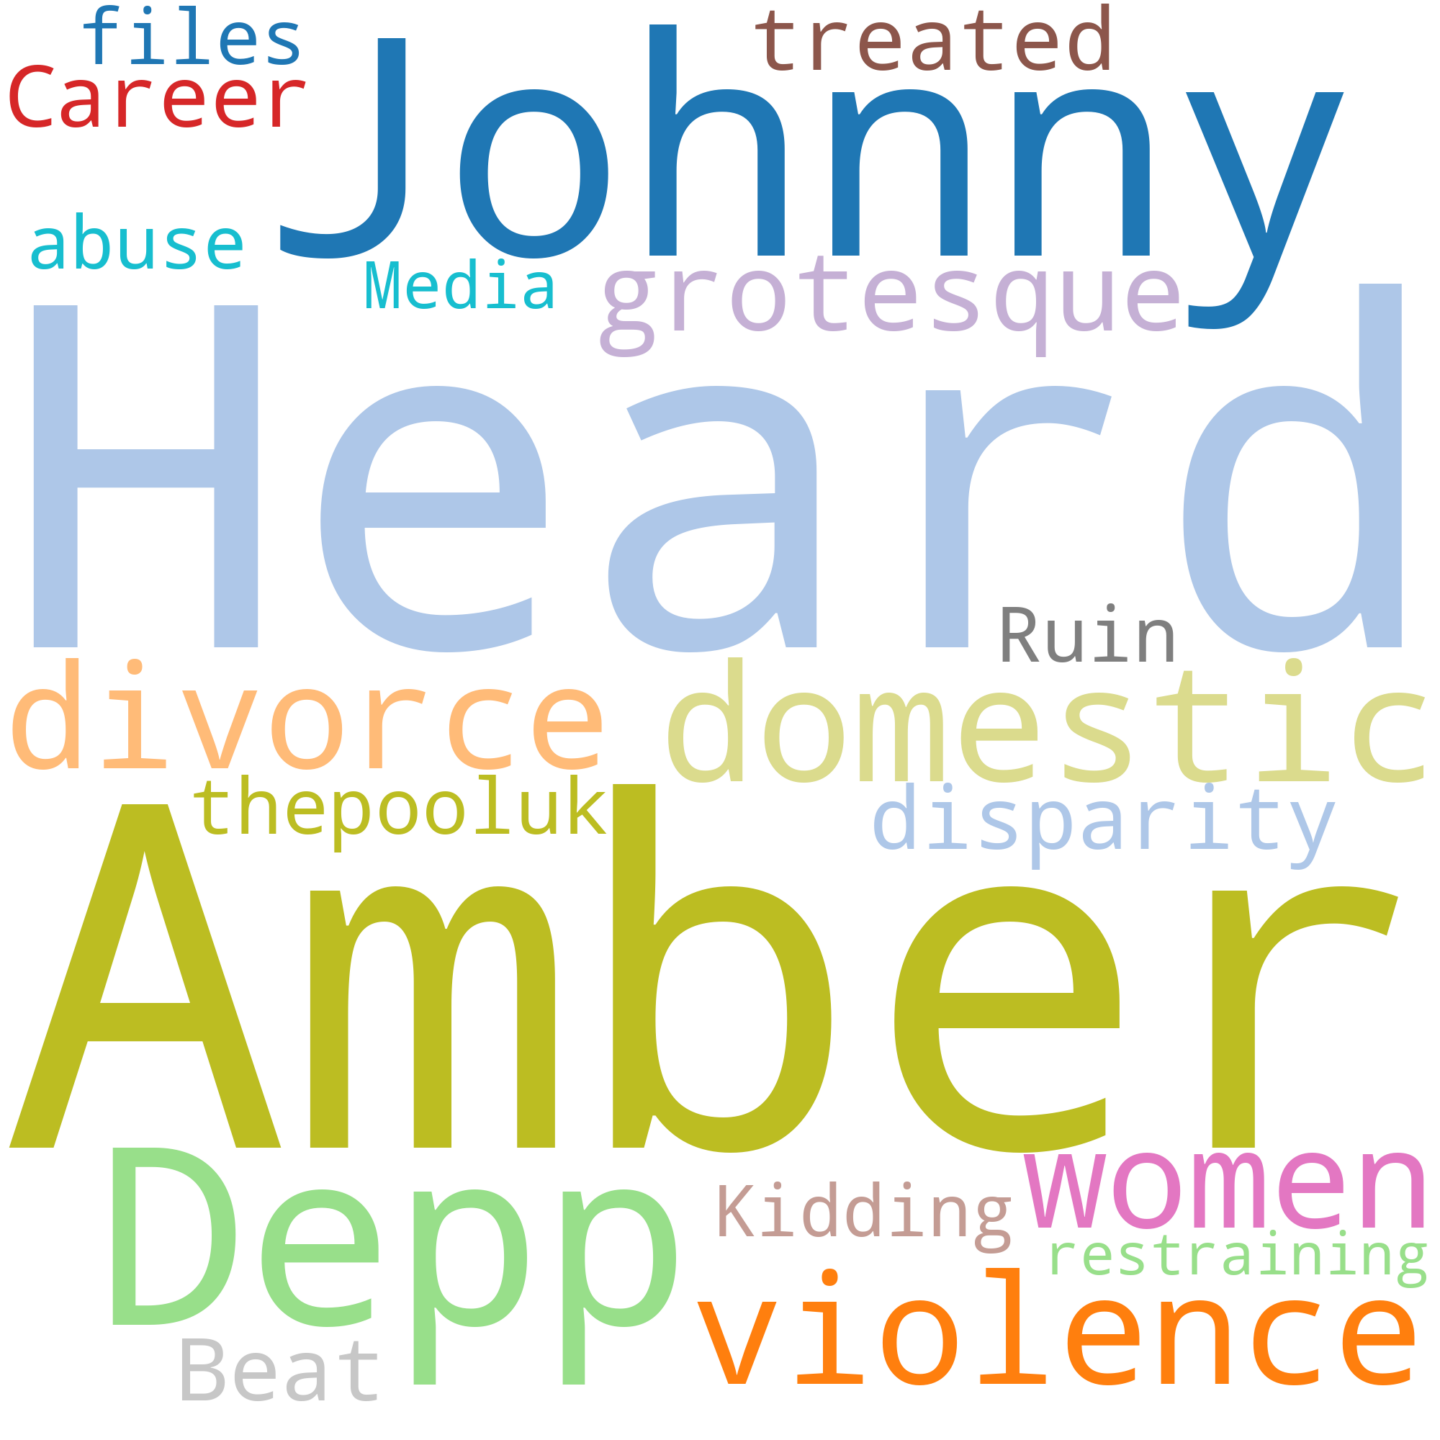 files
treated
Career
Johnny
abuse
Media
grotesque
Heard
Ruin
divorce
domestic
thepooluk
disparity
Amber
Depp
Kidding
women
restraining
violence
Beat